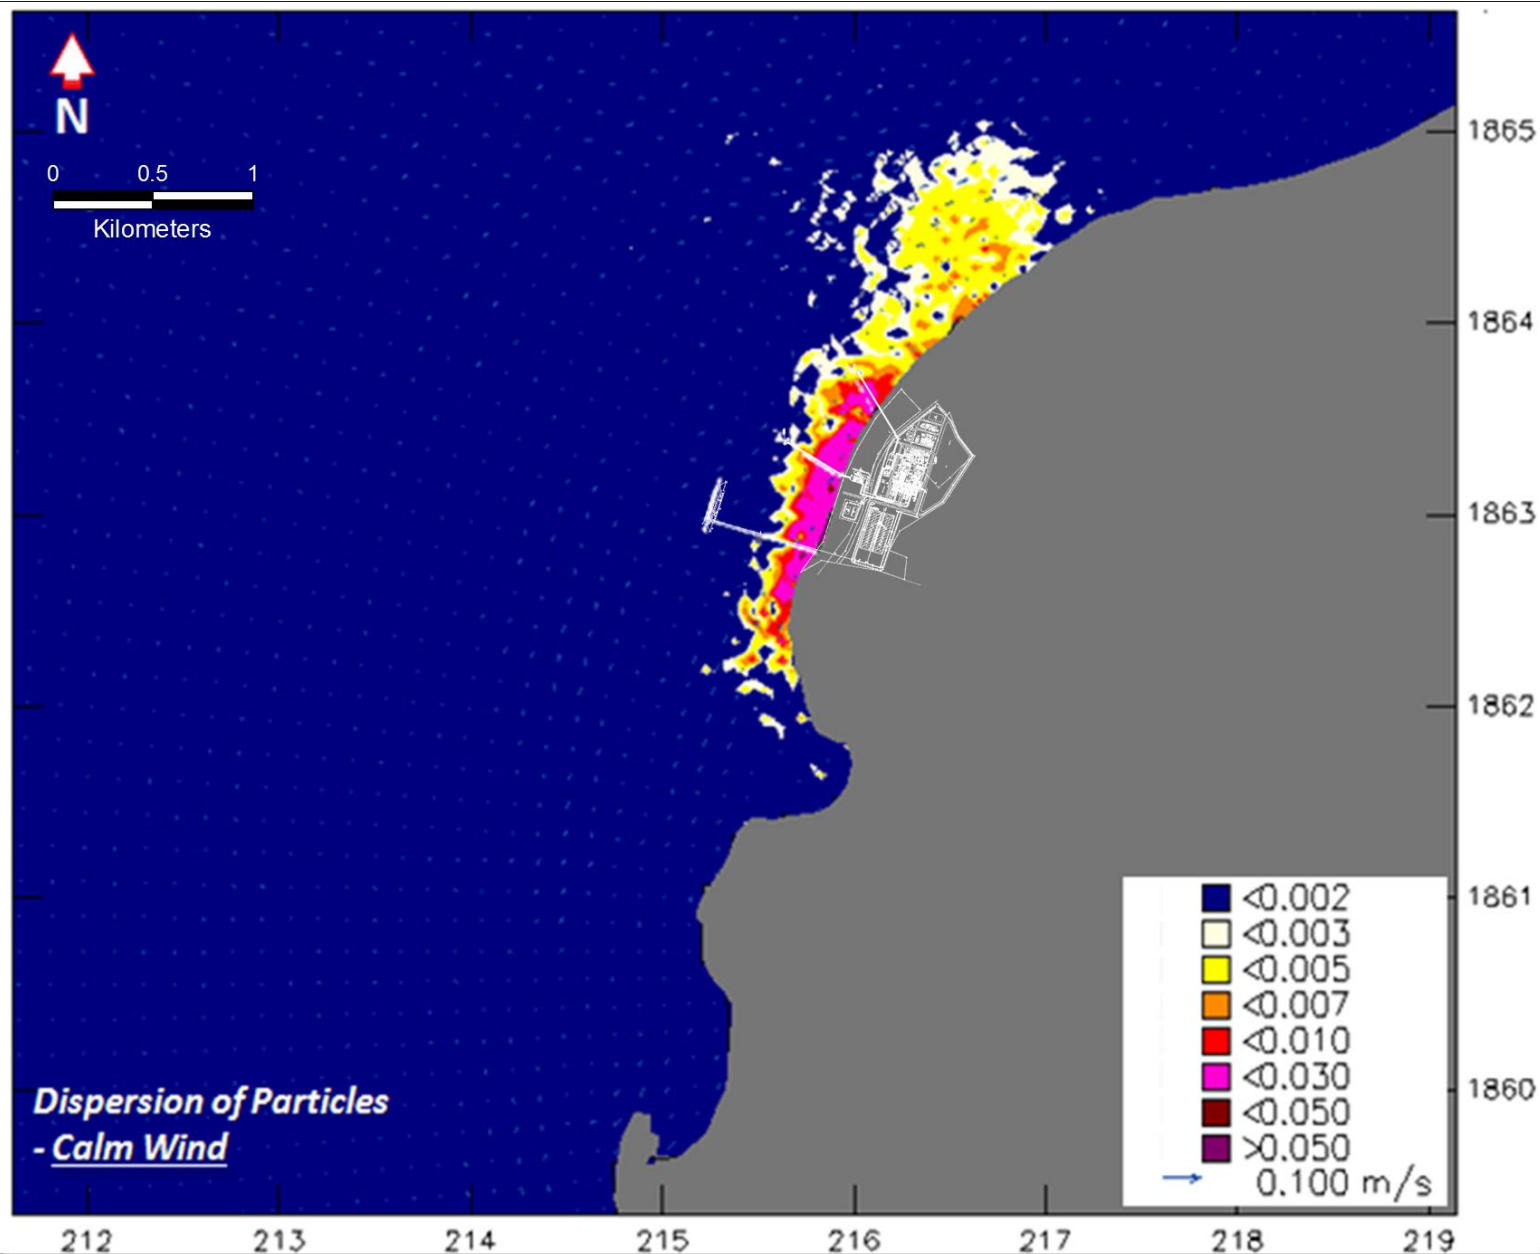 N
0 0.5 1
Kilometers
1865
1864
1863
1862
1861
1860
<0.002
<0.003
<0.005
<0.007
<0.010
<0.030
<0.050
>0.050
0.100 m/s
Dispersion of Particles
- Calm Wind
212 213 214 215 216 217 218 219